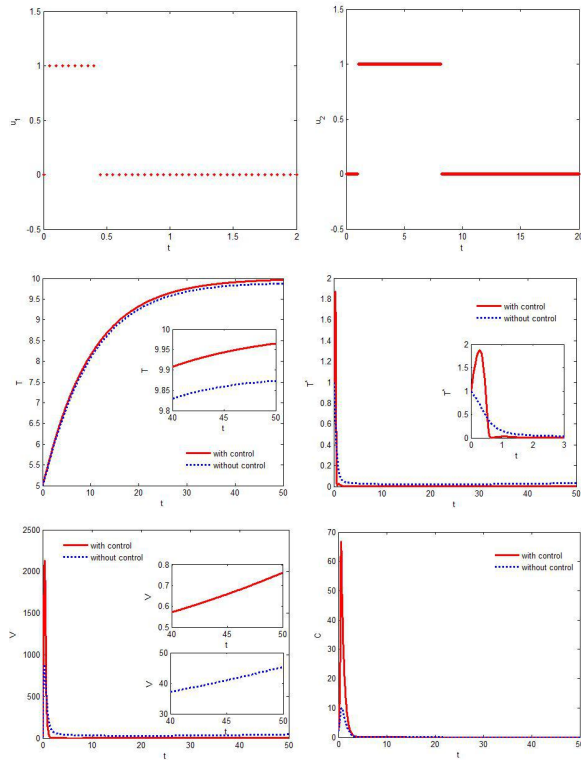 1.5
1
0.5
0
-0.5
u1
0 0.5 1 1.5 2
t
1.5
1
0.5
0
-0.5
u2
0 5 10 15 20
t
10
9.5
9
8.5
8
7.5
7
6.5
6
5.5
5
T
0 10 20 30 40 50
t
10
9.95
9.9
9.85
9.8
T
40 45 50
t
with control
without control
2
1.8
1.6
1.4
1.2
1
0.8
0.6
0.4
0.2
0
T*
0 10 20 30 40 50
t
with control
without control
2
1.5
1
0.5
0
T*
0 1 2 3
t
2500
2000
1500
1000
500
0
V
0 10 20 30 40 50
t
with control
without control
0.8
0.7
0.6
0.5
V
40 45 50
t
50
40
30
V
40 45 50
t
70
60
50
40
30
20
10
0
C
0 10 20 30 40 50
t
with control
without control